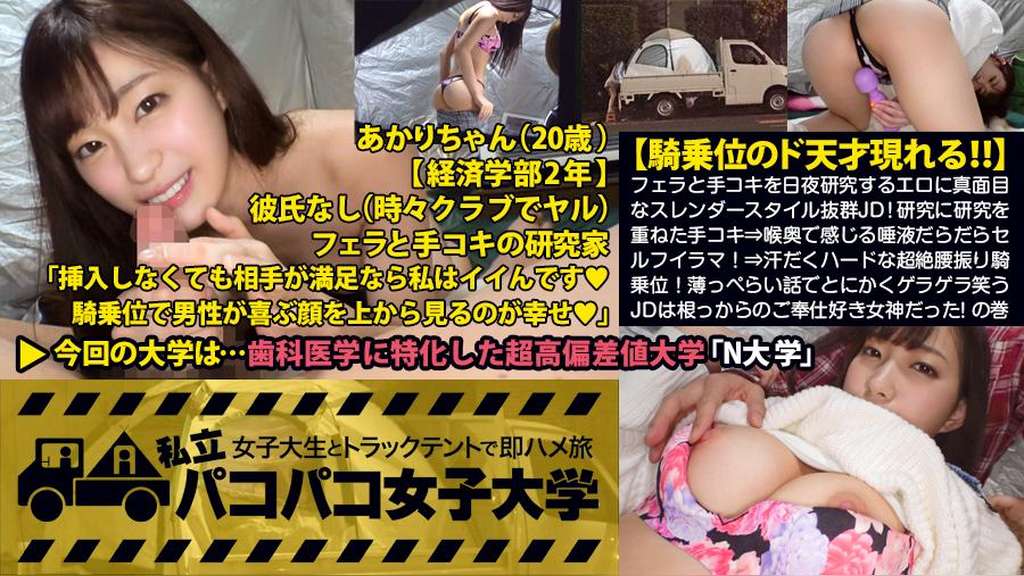 あかりちゃん(20歳)
【経済学部2年】
彼氏なし(時々クラブでヤル)
フェラと手コキの研究家
「挿入しなくても相手が満足なら私はイイんです♥
騎乗位で男性が喜ぶ顔を上から見るのが幸せ♥」
【騎乗位のド天才現れる!!】
フェラと手コキを日夜研究するエロに真面目
なスレンダースタイル抜群JD!研究に研究を
重ねた手コキ⇒喉奥で感じる唾液だらだらセ
ルフイラマ!⇒汗だくハードな超絶腰振り騎
乗位!薄っぺらい話でとにかくゲラゲラ笑う
JDは根っからのご奉仕好き女神だった!の巻
▶今回の大学は…歯科医学に特化した超高偏差値大学「N大学」
私立 女子大生とトラックテントで即ハメ旅
パコパコ女子大学